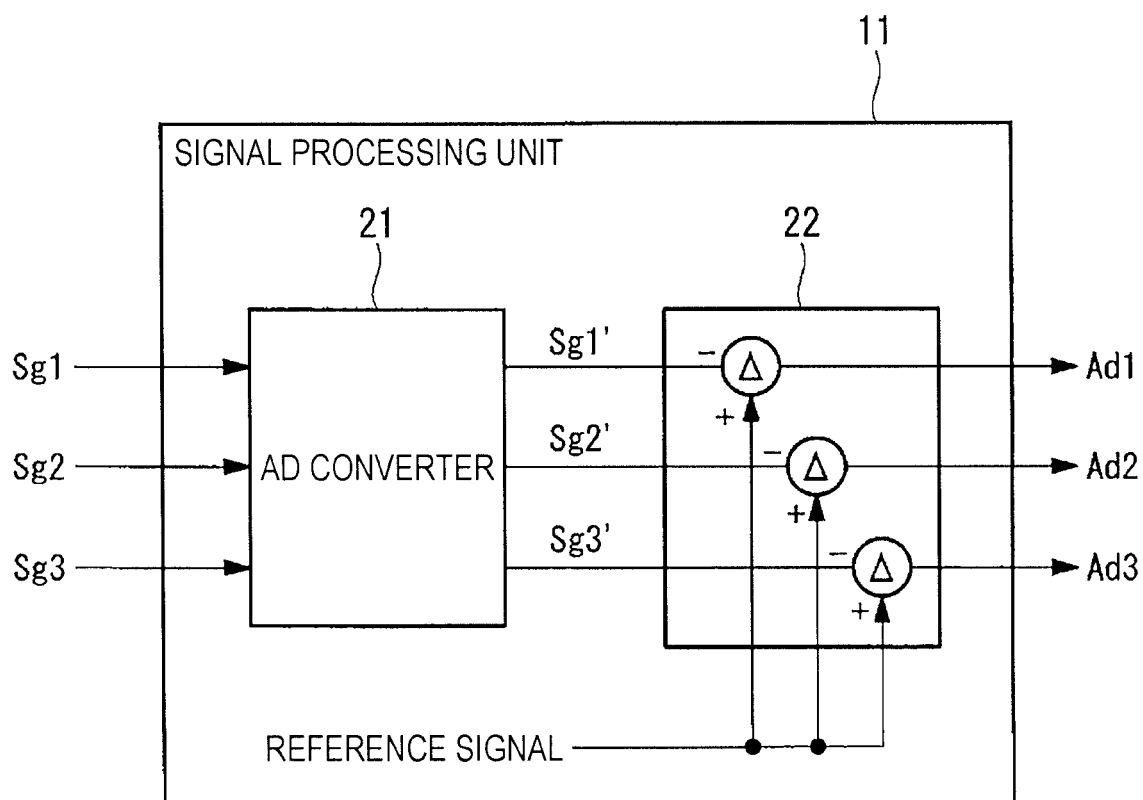 11
SIGNAL PROCESSING UNIT
21
22
Sg1
Sg1'
-
Δ
+
Ad1
Sg2
AD CONVERTER
Sg2'
-
Δ
+
Ad2
Sg3
Sg3'
-
Δ
+
Ad3
REFERENCE SIGNAL